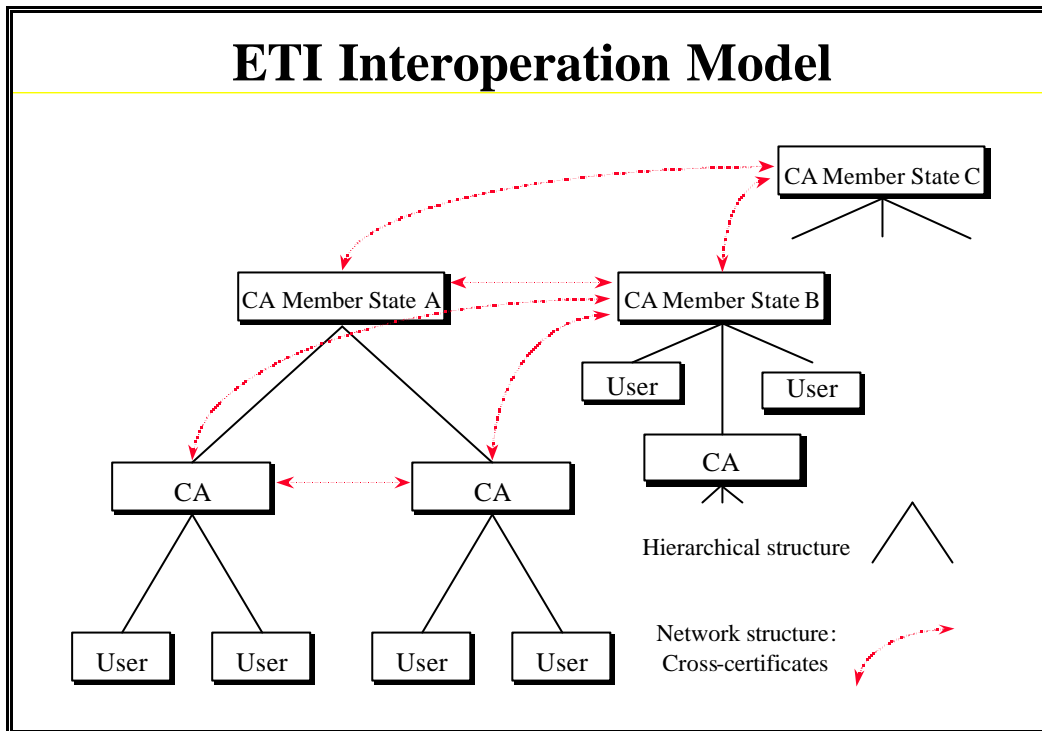 ETI Interoperation Model
CA Member State C
CA Member State A
CA Member State B
User
User
CA
CA
CA
Hierarchical structure
User
User
User
User
Network structure:
Cross-certificates